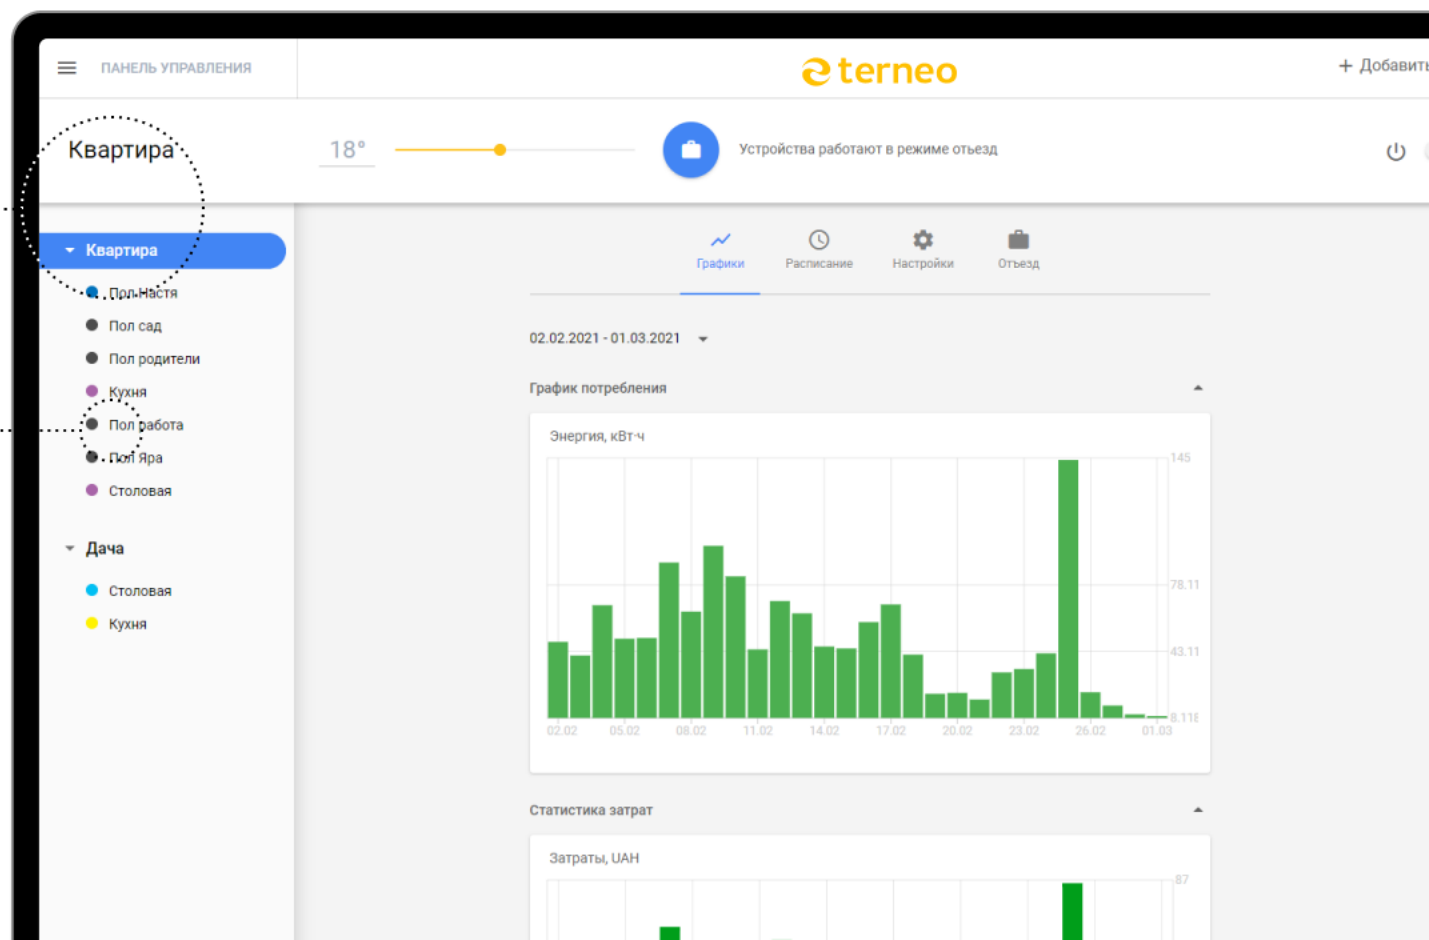 ПАНЕЛЬ УПРАВЛЕНИЯ
terneo
+ Добавить
Квартира
18°
Устройства работают в режиме отьезд
Квартира
Пол Настя
Пол сад
Пол родители
Кухня
Пол работа
Пол Яра
Столовая
Дача
Столовая
Кухня
Графики
Расписание
Настройки
Отъезд
02.02.2021 - 01.03.2021
График потребления
Энергия, кВт·ч
145
78.11
43.11
8.118
02.02 05.02 08.02 11.02 14.02 17.02 20.02 23.02 26.02 01.03
Статистика затрат
Затраты, UAH
87